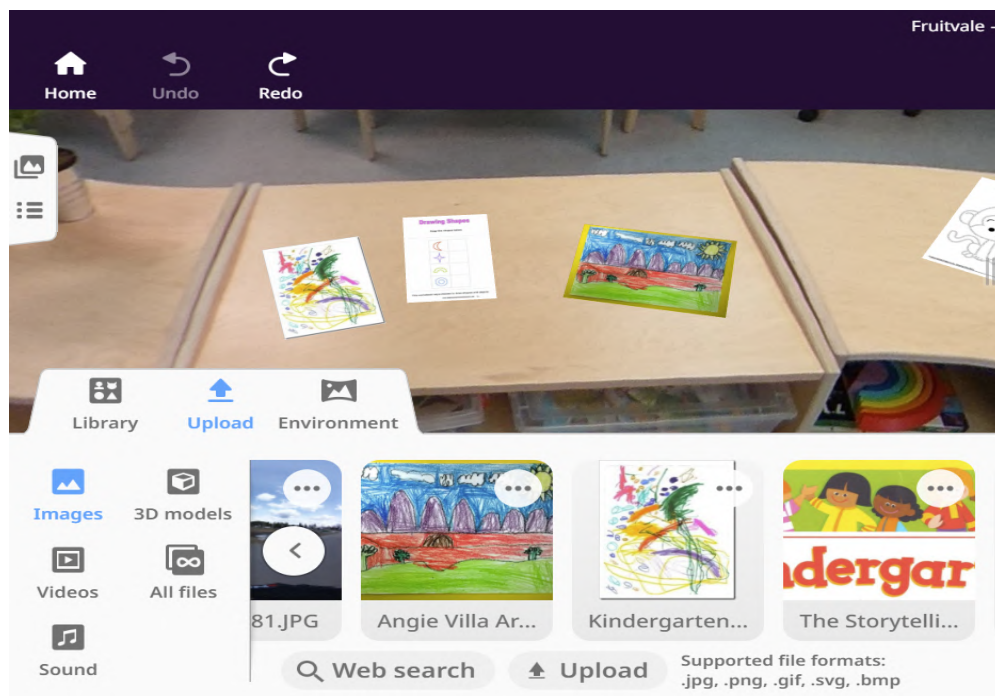 Fruitvale -
Home
Undo
Redo
Drawing Shapes
Library
Upload
Environment
Images
3D models
Videos
All files
Sound
81.JPG
Angie Villa Ar...
Kindergarten...
ndergar
The Storytelli...
Web search
Upload
Supported file formats:
.jpg, .png, .gif, .svg, .bmp